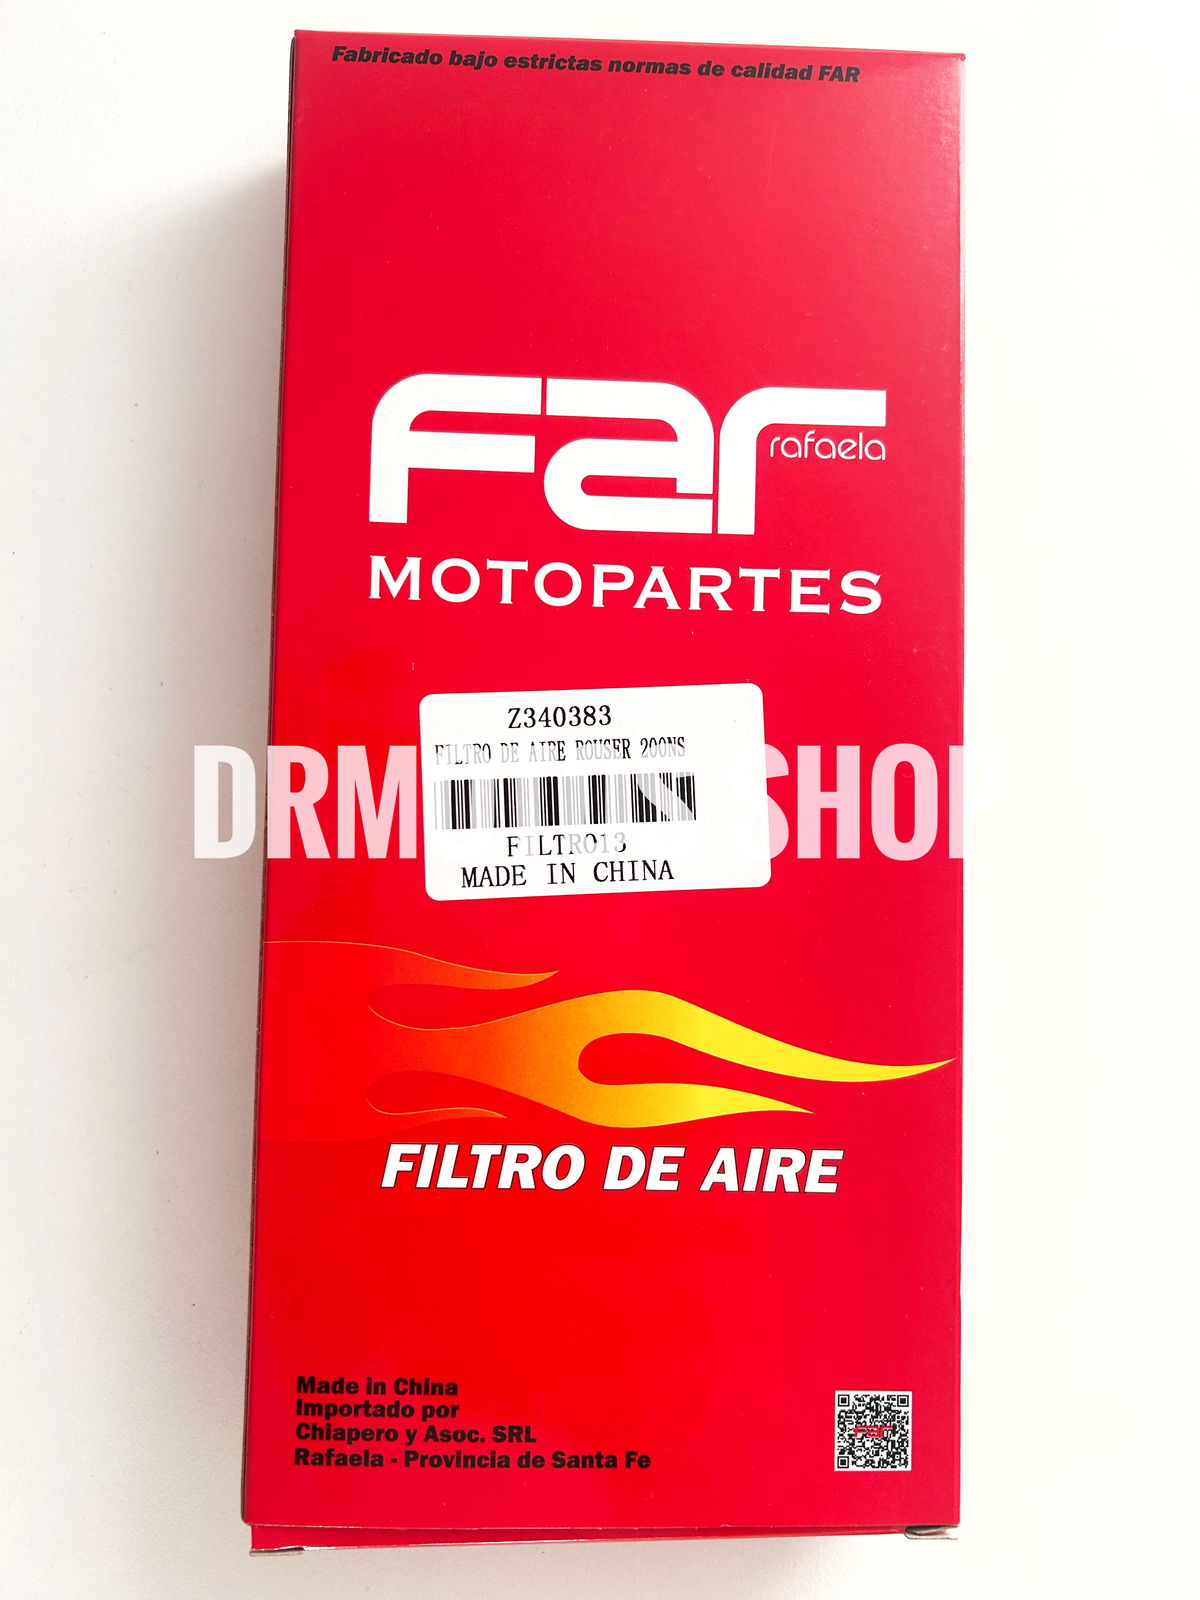 Fabricado bajo estrictas normas de calidad FAR
Far
rafaela
MOTOPARTES
Z340383
FILTRO DE AIRE ROUSER 200NS
FILTRO13
MADE IN CHINA
FILTRO DE AIRE
Made in China
Importado por
Chiapero y Asoc. SRL
Rafaela - Provincia de Santa Fe
Far